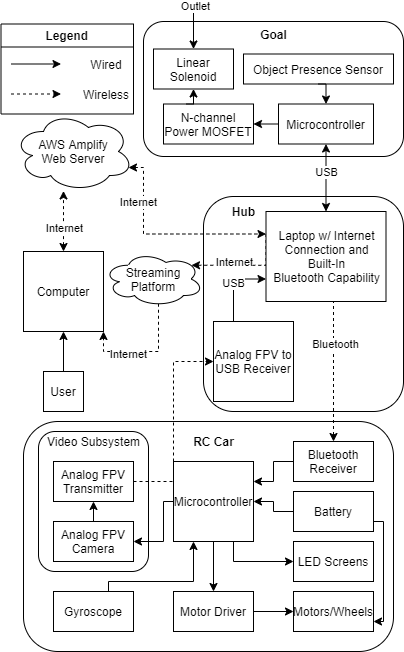 Outlet
Legend
Wired
Wireless
Goal
Linear
Solenoid
Object Presence Sensor
N-channel
Power MOSFET
Microcontroller
AWS Amplify
Web Server
USB
Internet
Internet
Hub
Laptop w/ Internet
Connection and
Built-In
Bluetooth Capability
Streaming
Platform
Internet
USB
Computer
Internet
Bluetooth
Analog FPV to
USB Receiver
User
Video Subsystem
RC Car
Bluetooth
Receiver
Analog FPV
Transmitter
Microcontroller
Battery
Analog FPV
Camera
LED Screens
Gyroscope
Motor Driver
Motors/Wheels